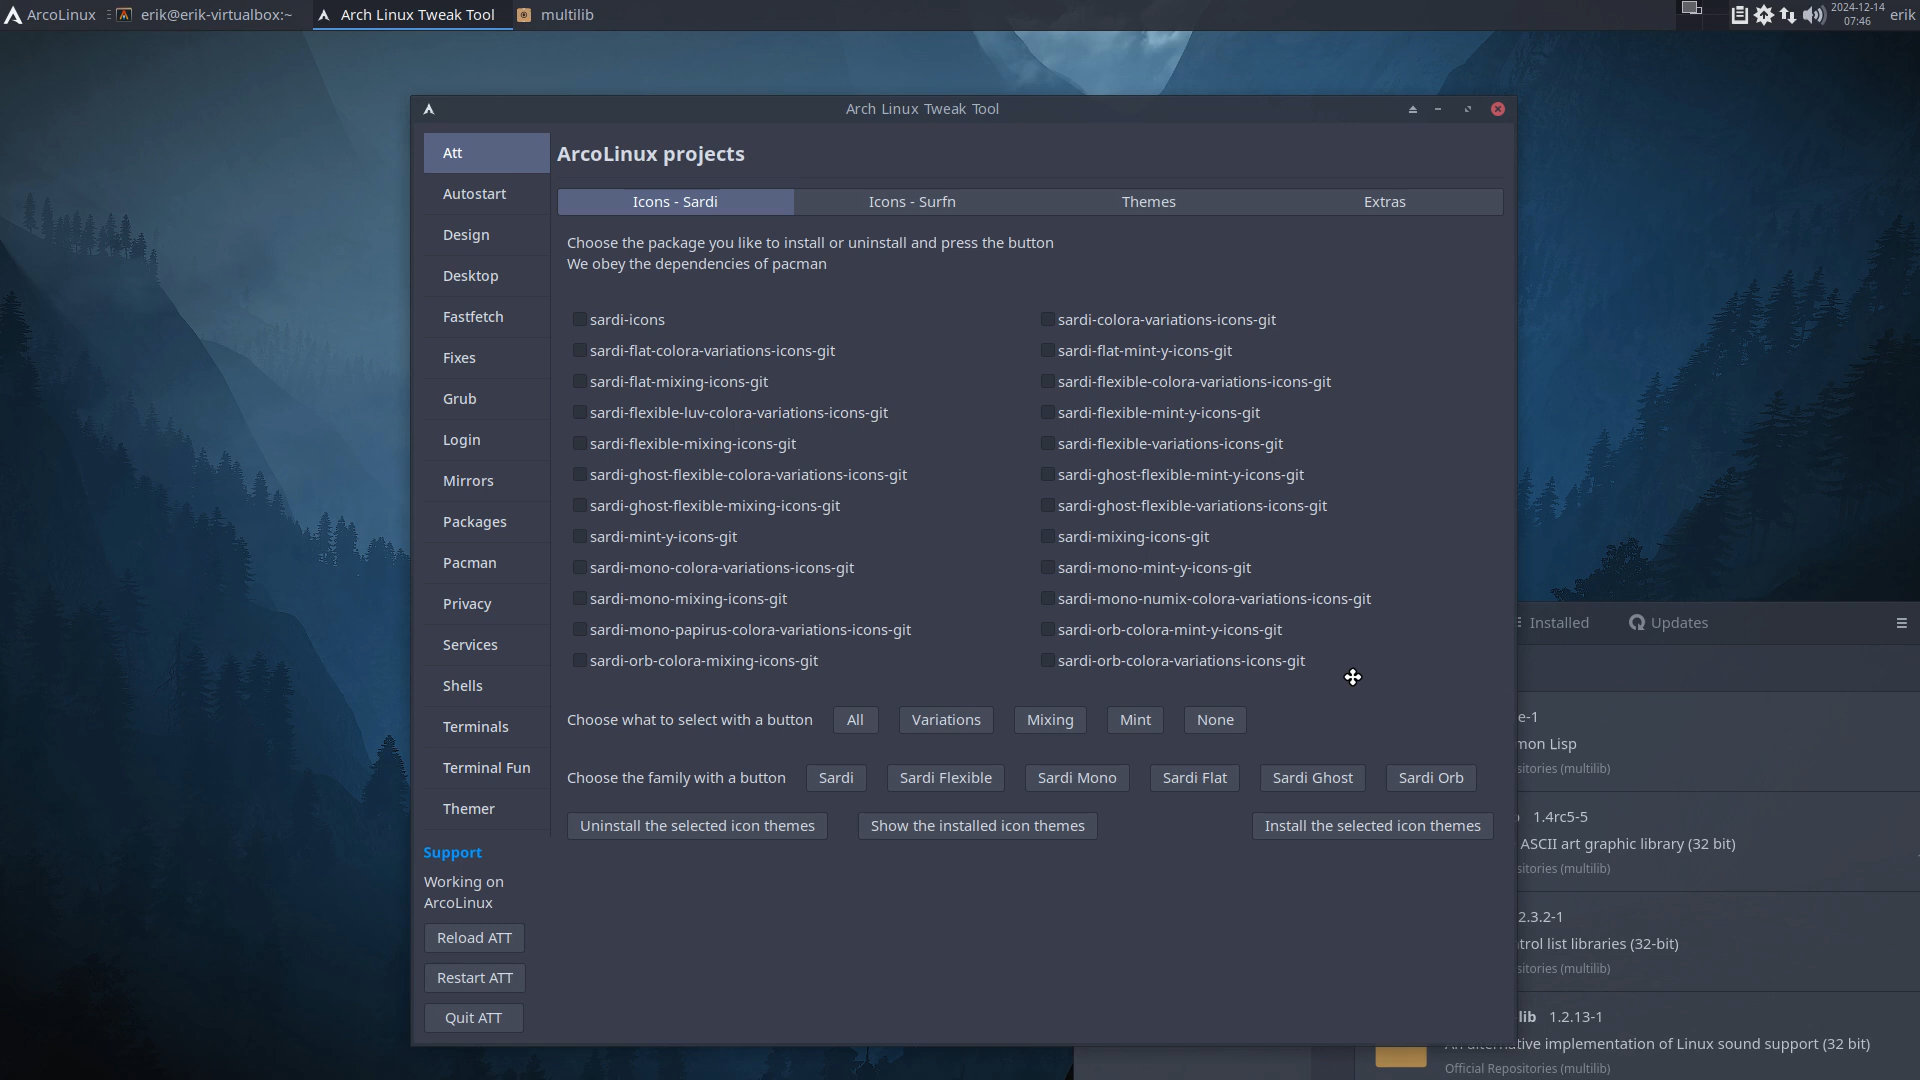 ArcoLinux erik@erik-virtualbox:~ Arch Linux Tweak Tool multilib 2024-12-14 07:46 erik
Arch Linux Tweak Tool
Att
Autostart
Design
Desktop
Fastfetch
Fixes
Grub
Login
Mirrors
Packages
Pacman
Privacy
Services
Shells
Terminals
Terminal Fun
Themer
Support
Working on
ArcoLinux
Reload ATT
Restart ATT
Quit ATT
ArcoLinux projects
Icons - Sardi Icons - Surfn Themes Extras
Choose the package you like to install or uninstall and press the button
We obey the dependencies of pacman
sardi-icons sardi-colora-variations-icons-git
sardi-flat-colora-variations-icons-git sardi-flat-mint-y-icons-git
sardi-flat-mixing-icons-git sardi-flexible-colora-variations-icons-git
sardi-flexible-luv-colora-variations-icons-git sardi-flexible-mint-y-icons-git
sardi-flexible-mixing-icons-git sardi-flexible-variations-icons-git
sardi-ghost-flexible-colora-variations-icons-git sardi-ghost-flexible-mint-y-icons-git
sardi-ghost-flexible-mixing-icons-git sardi-ghost-flexible-variations-icons-git
sardi-mint-y-icons-git sardi-mixing-icons-git
sardi-mono-colora-variations-icons-git sardi-mono-mint-y-icons-git
sardi-mono-mixing-icons-git sardi-mono-numix-colora-variations-icons-git
sardi-mono-papirus-colora-variations-icons-git sardi-orb-colora-mint-y-icons-git
sardi-orb-colora-mixing-icons-git sardi-orb-colora-variations-icons-git
Choose what to select with a button All Variations Mixing Mint None
Choose the family with a button Sardi Sardi Flexible Sardi Mono Sardi Flat Sardi Ghost Sardi Orb
Uninstall the selected icon themes Show the installed icon themes Install the selected icon themes
Installed Updates
e-1
mon Lisp
sitories (multilib)
1.4rc5-5
ASCII art graphic library (32 bit)
sitories (multilib)
2.3.2-1
ntrol list libraries (32-bit)
sitories (multilib)
lib 1.2.13-1
An alternative implementation of Linux sound support (32 bit)
Official Repositories (multilib)